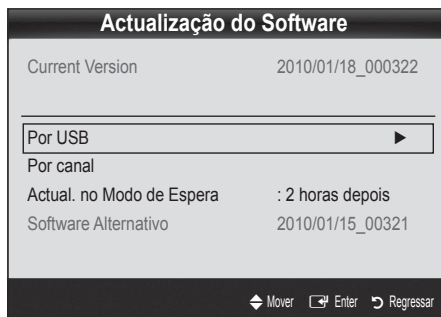 Actualização do Software
Current Version 2010/01/18_000322
Por USB ►
Por canal
Actual. no Modo de Espera : 2 horas depois
Software Alternativo 2010/01/15_00321
Mover Enter Regressar